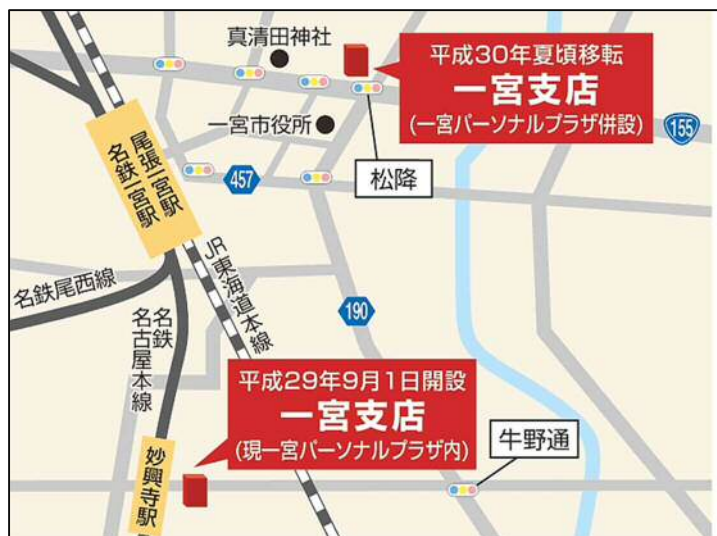 真清田神社
平成30年夏頃移転
一宮支店
(一宮パーソナルプラザ併設)
一宮市役所
155
尾張一宮駅
名鉄一宮駅
457
松降
JR東海道本線
名鉄尾西線
名鉄
名古屋本線
190
平成29年9月1日開設
一宮支店
(現一宮パーソナルプラザ内)
牛野通
妙興寺駅